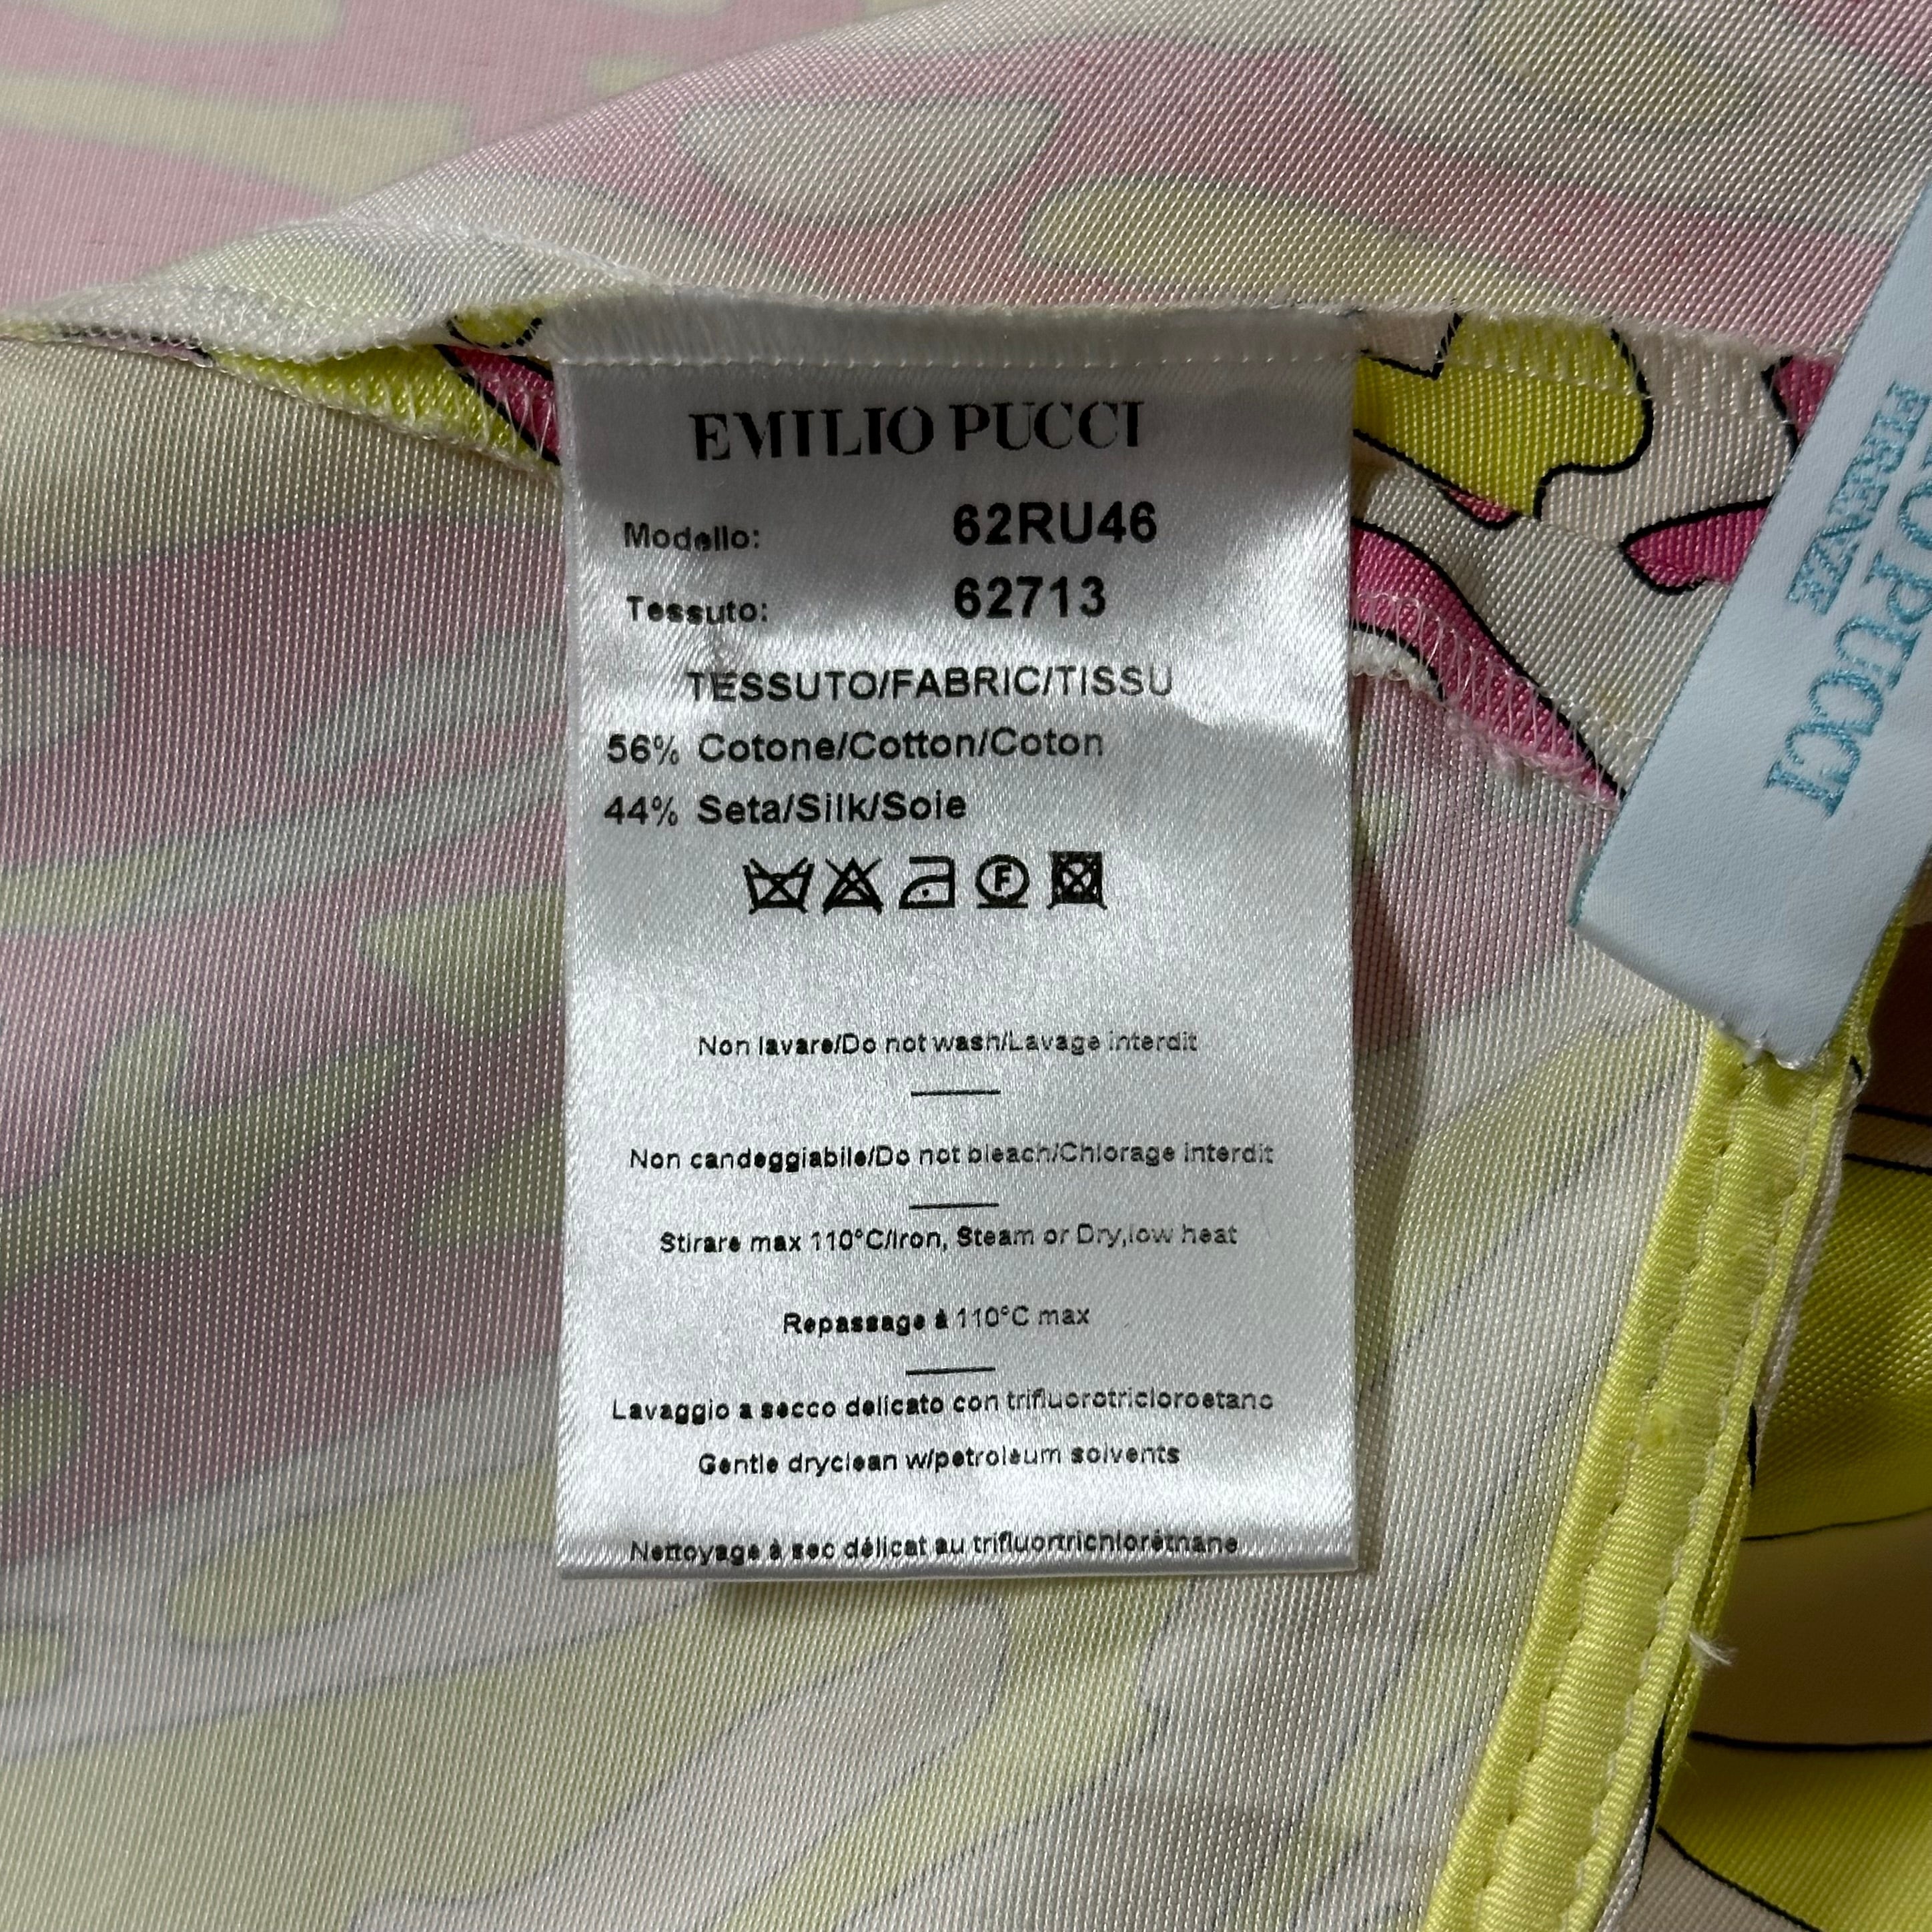 EMILIO PUCCI
Modello: 62RU46
Tessuto: 62713
TESSUTO/FABRIC/TISSU
56% Cotone/Cotton/Coton
44% Seta/Silk/Soie
F
Non lavare/Do not wash/Lavage interdit
Non candeggiabile/Do not bleach/Chlorage interdit
Stirare max 110°C/Iron, Steam or Dry,low heat
Repassage à 110°C max
Lavaggio a secco delicato con trifluorotricloroetano
Gentle dryclean w/petroleum solvents
Nettoyage à sec délicat au trifluortrichloréthane
PUCCI
FIRENZE